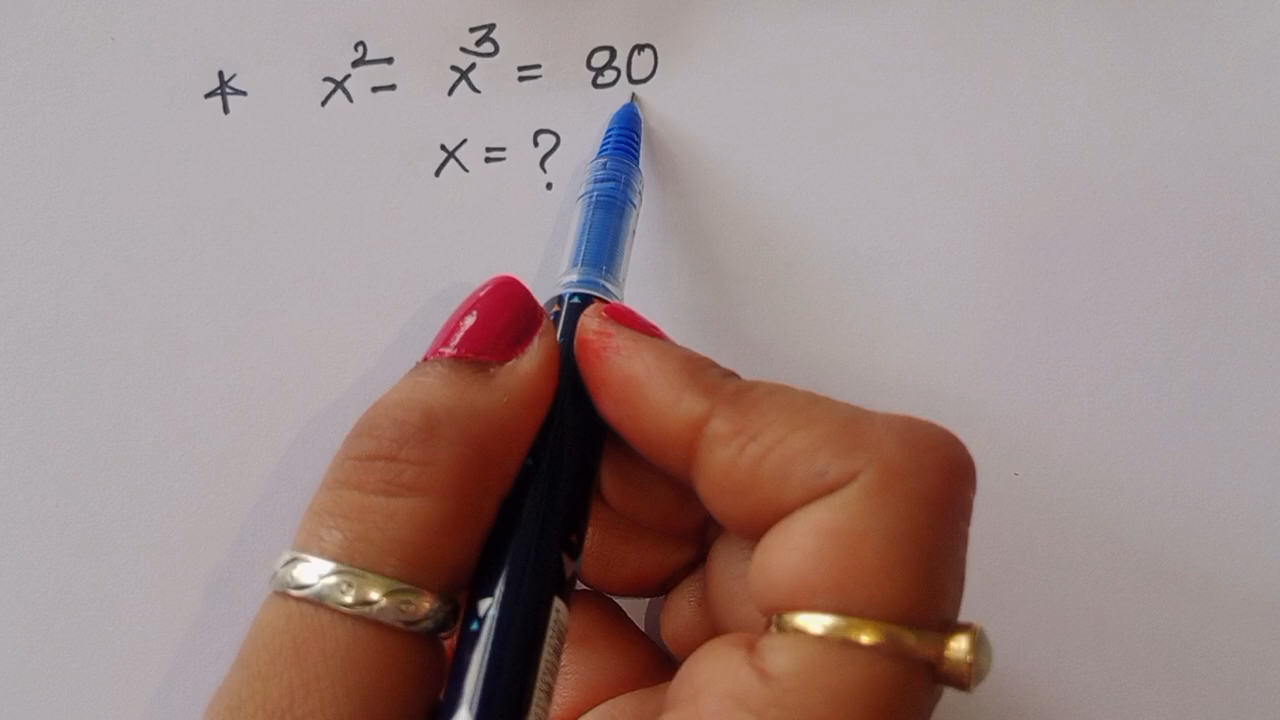 * x² - x³ = 80
x = ?